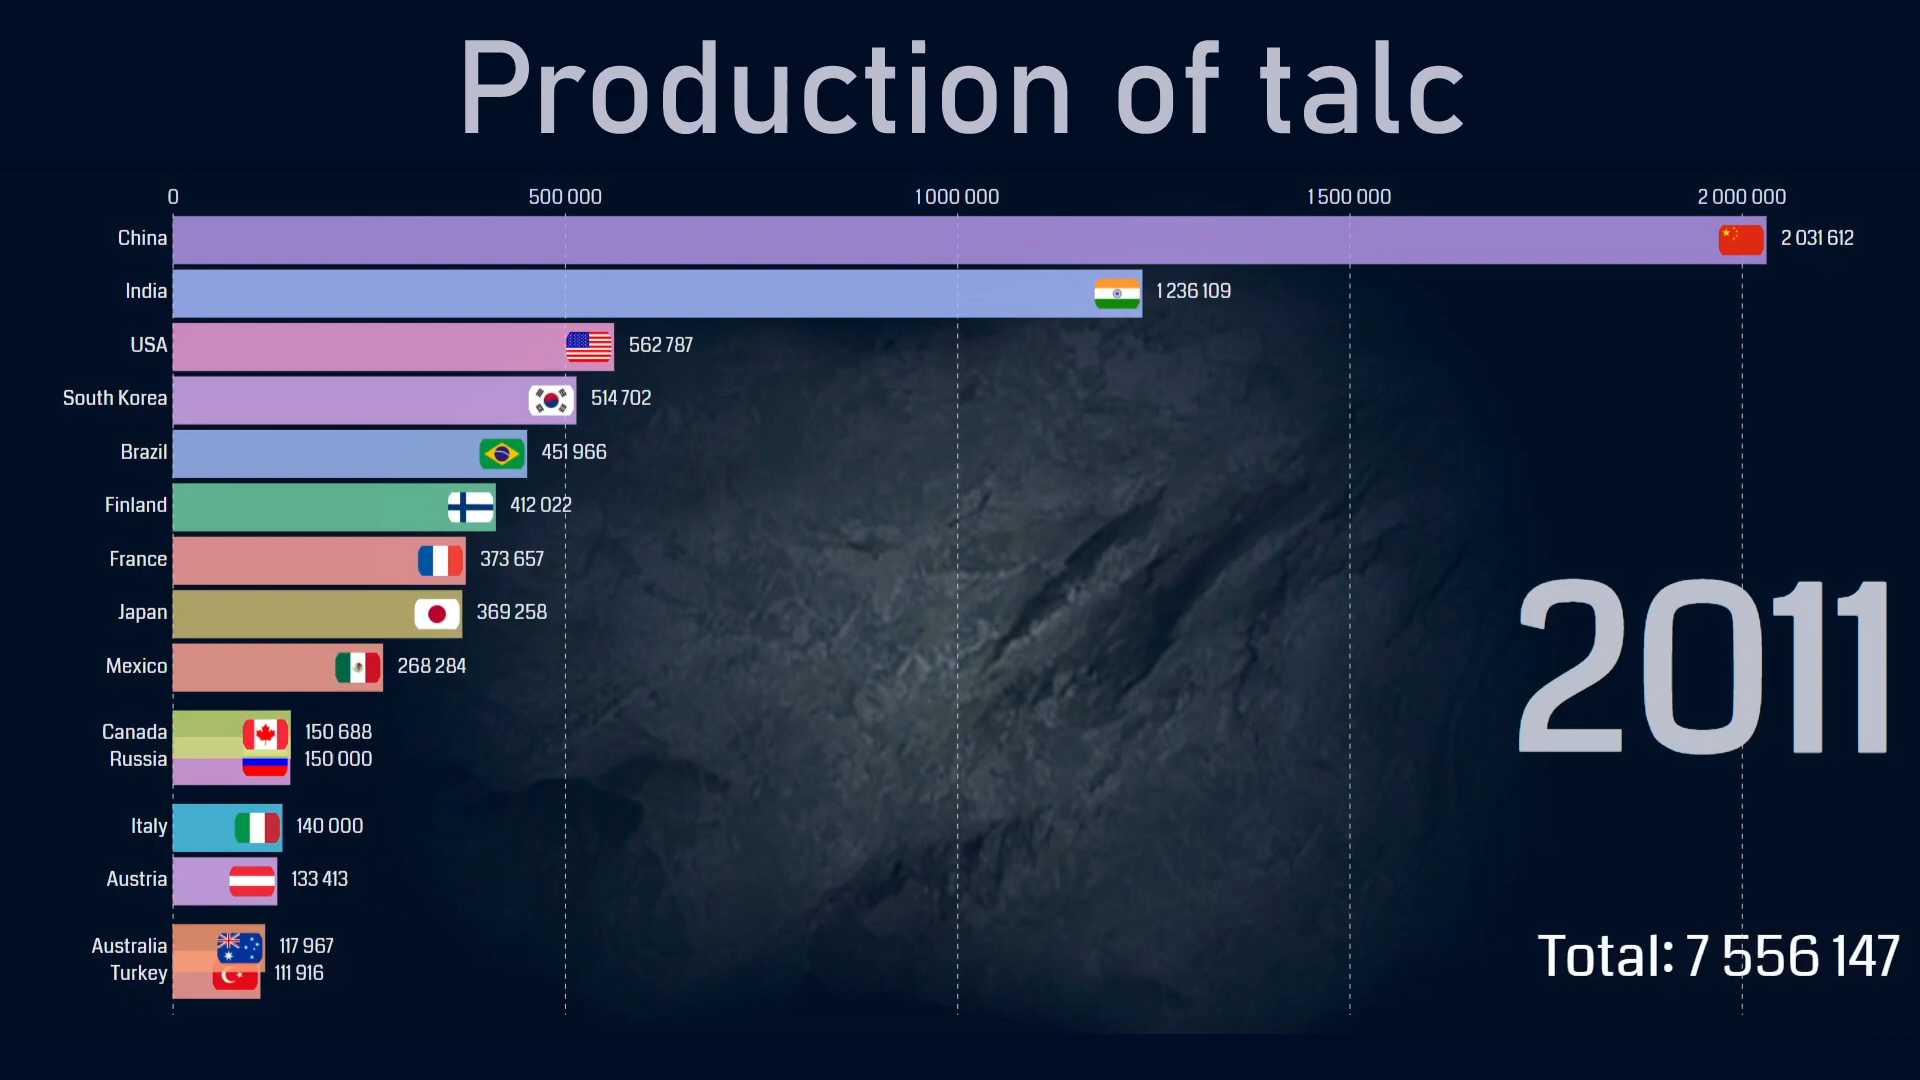 Production of talc
0 500 000 1 000 000 1 500 000 2 000 000
China 2 031 612
India 1 236 109
USA 562 787
South Korea 514 702
Brazil 451 966
Finland 412 022
France 373 657
Japan 369 258
Mexico 268 284
Canada 150 688
Russia 150 000
Italy 140 000
Austria 133 413
Australia 117 967
Turkey 111 916
2011
Total: 7 556 147